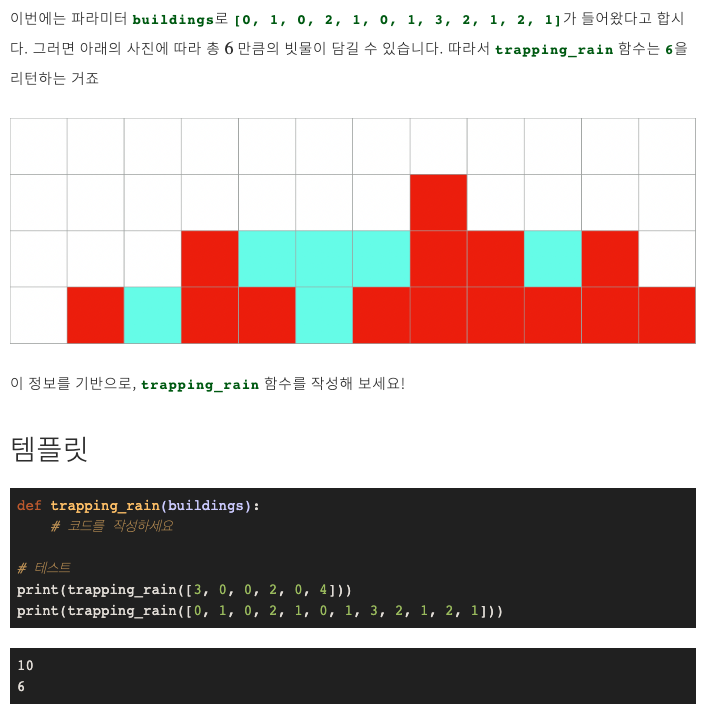 이번에는 파라미터 buildings로 [0, 1, 0, 2, 1, 0, 1, 3, 2, 1, 2, 1]가 들어왔다고 합시
다. 그러면 아래의 사진에 따라 총 6 만큼의 빗물이 담길 수 있습니다. 따라서 trapping_rain 함수는 6을
리턴하는 거죠
이 정보를 기반으로, trapping_rain 함수를 작성해 보세요!
템플릿
def trapping_rain(buildings):
    # 코드를 작성하세요
# 테스트
print(trapping_rain([3, 0, 0, 2, 0, 4]))
print(trapping_rain([0, 1, 0, 2, 1, 0, 1, 3, 2, 1, 2, 1]))
10
6